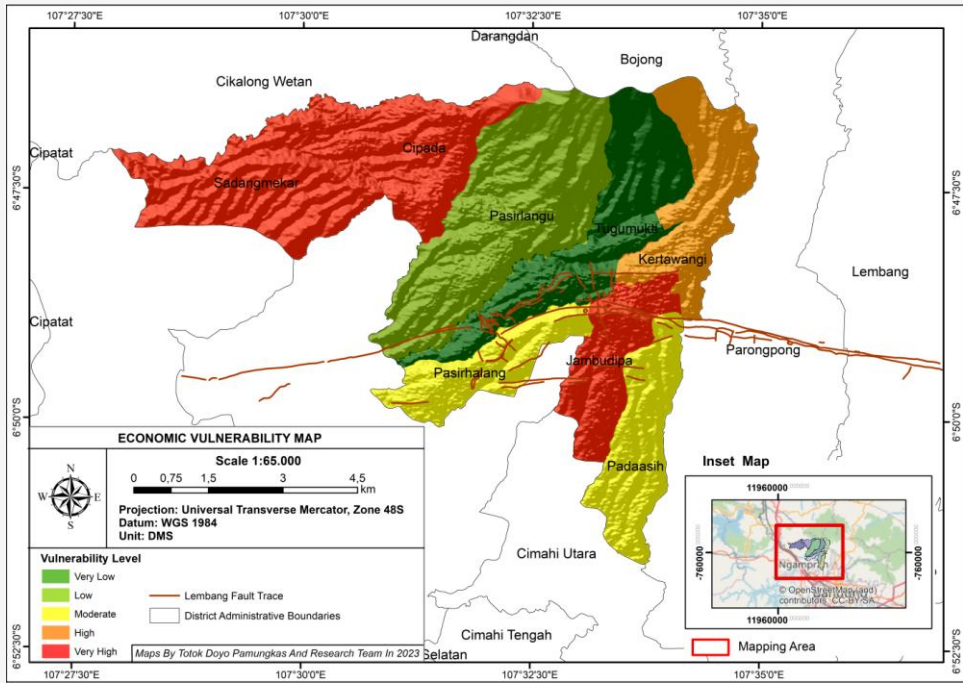 107°27'30"E 107°30'0"E 107°32'30"E 107°35'0"E
Darangdan
Bojong
Cikalong Wetan
Cipatat
Cipada
Sadangmekar
6°47'30"S 6°47'30"S
Pasirlangu
Tugumukti
Kertawangi
Lembang
Cipatat
Parongpong
Jambudipa
Pasirhalang
6°50'0"S 6°50'0"S
Padaasih
Cimahi Utara
Cimahi Tengah
Selatan
6°52'30"S 6°52'30"S
ECONOMIC VULNERABILITY MAP
Scale 1:65.000
N
W E
S
0 0,75 1,5 3 4,5
km
Projection: Universal Transverse Mercator, Zone 48S
Datum: WGS 1984
Unit: DMS
Vulnerability Level
Very Low
Low
Moderate
High
Very High
Lembang Fault Trace
District Administrative Boundaries
Maps By Totok Doyo Pamungkas And Research Team In 2023
Inset Map
11960000
-760000 -760000
Ngamprah
© OpenStreetMap (and)
contributors, CC-BY-SA
11960000
Mapping Area
107°27'30"E 107°30'0"E 107°32'30"E 107°35'0"E